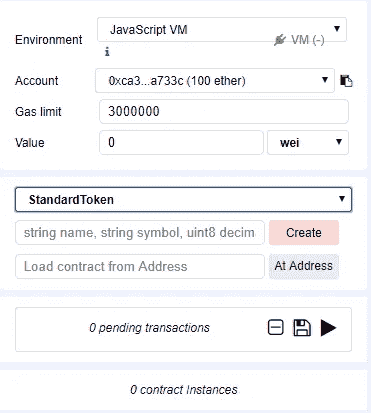 Environment JavaScript VM VM (-)
i
Account 0xca3...a733c (100 ether)
Gas limit 3000000
Value 0 wei
StandardToken
string name, string symbol, uint8 decim Create
Load contract from Address At Address
0 pending transactions
0 contract Instances